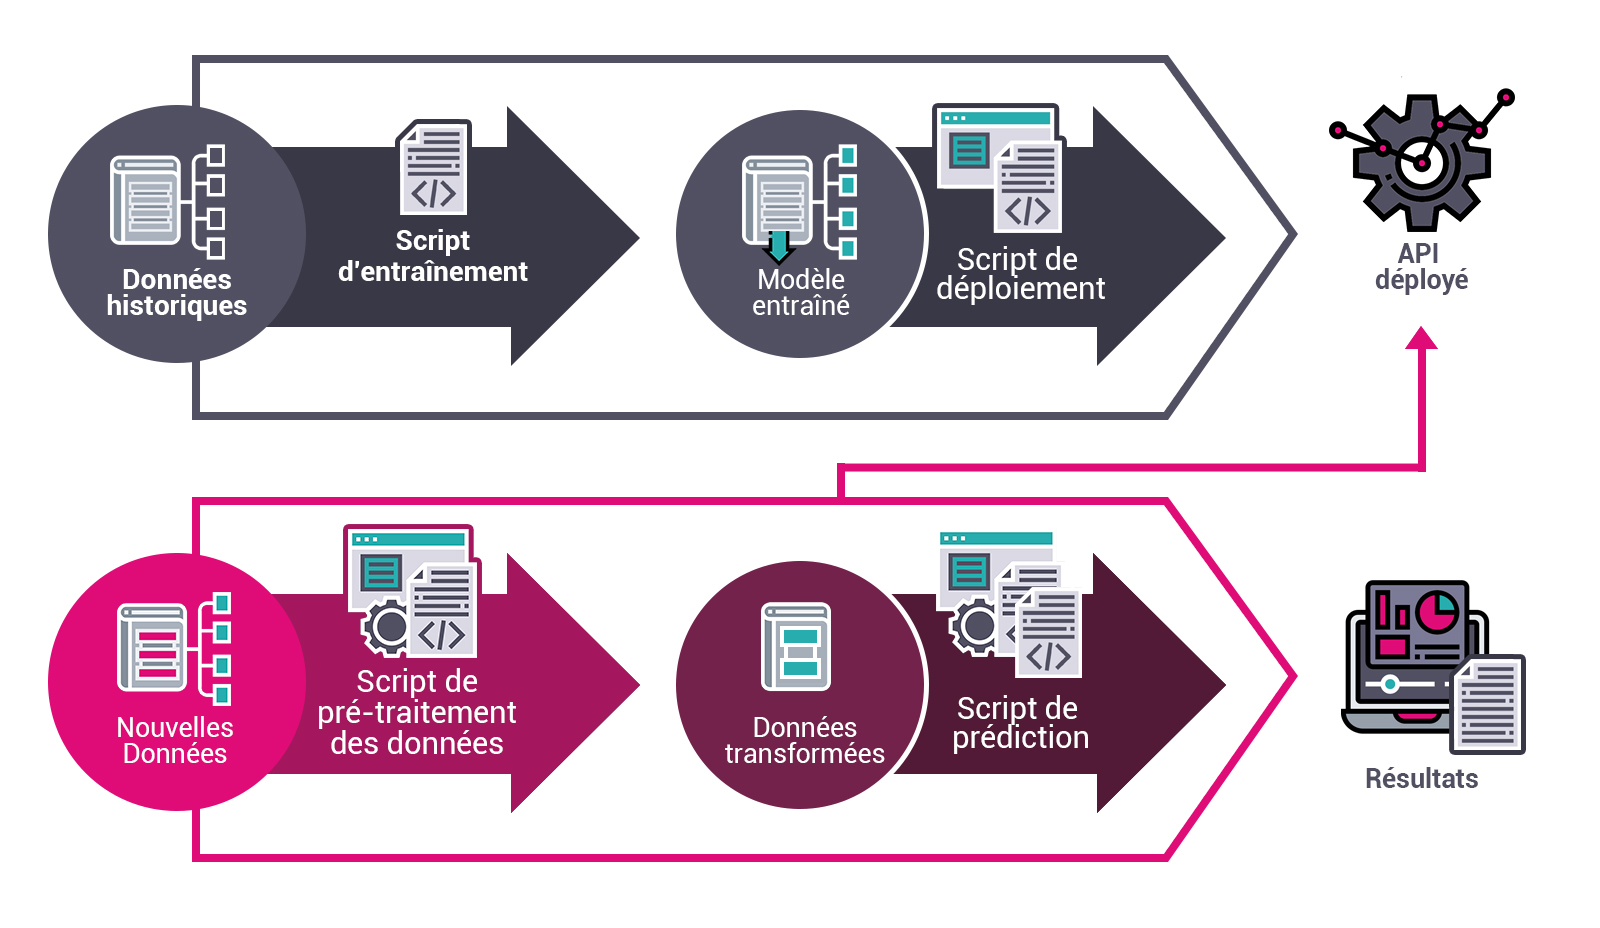 Données
historiques
Script
d'entraînement
Modèle
entraîné
Script de
déploiement
API
déployé
Nouvelles
Données
Script de
pré-traitement
des données
Données
transformées
Script de
prédiction
Résultats